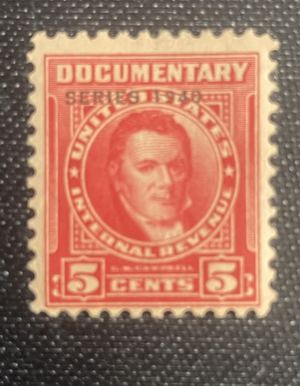 DOCUMENTARY
SERIES 1940
UNITED STATES
INTERNAL REVENUE
5 CENTS 5